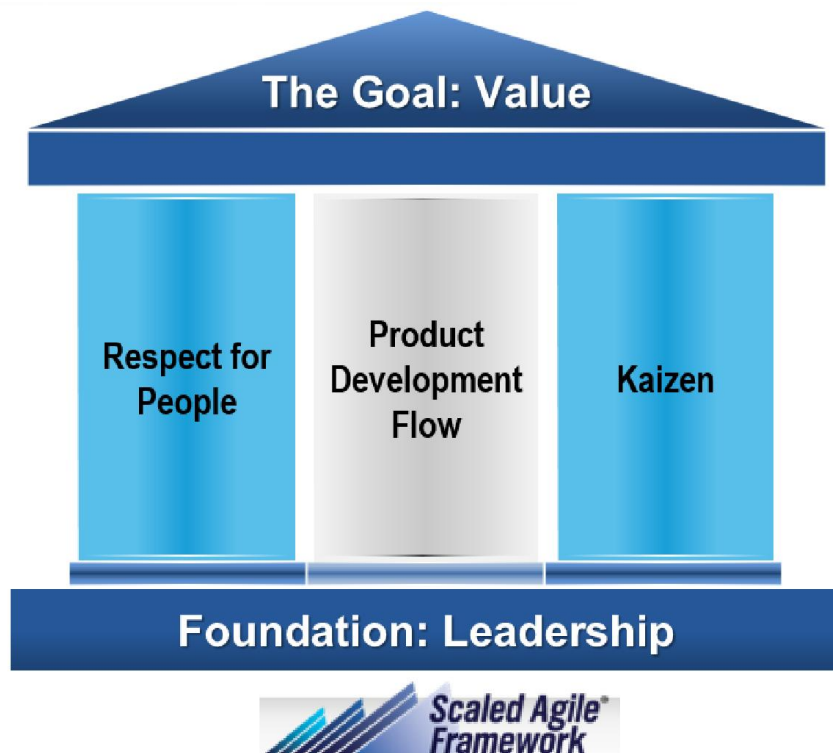 The Goal: Value
Respect for
People
Product
Development
Flow
Kaizen
Foundation: Leadership
Scaled Agile®
Framework